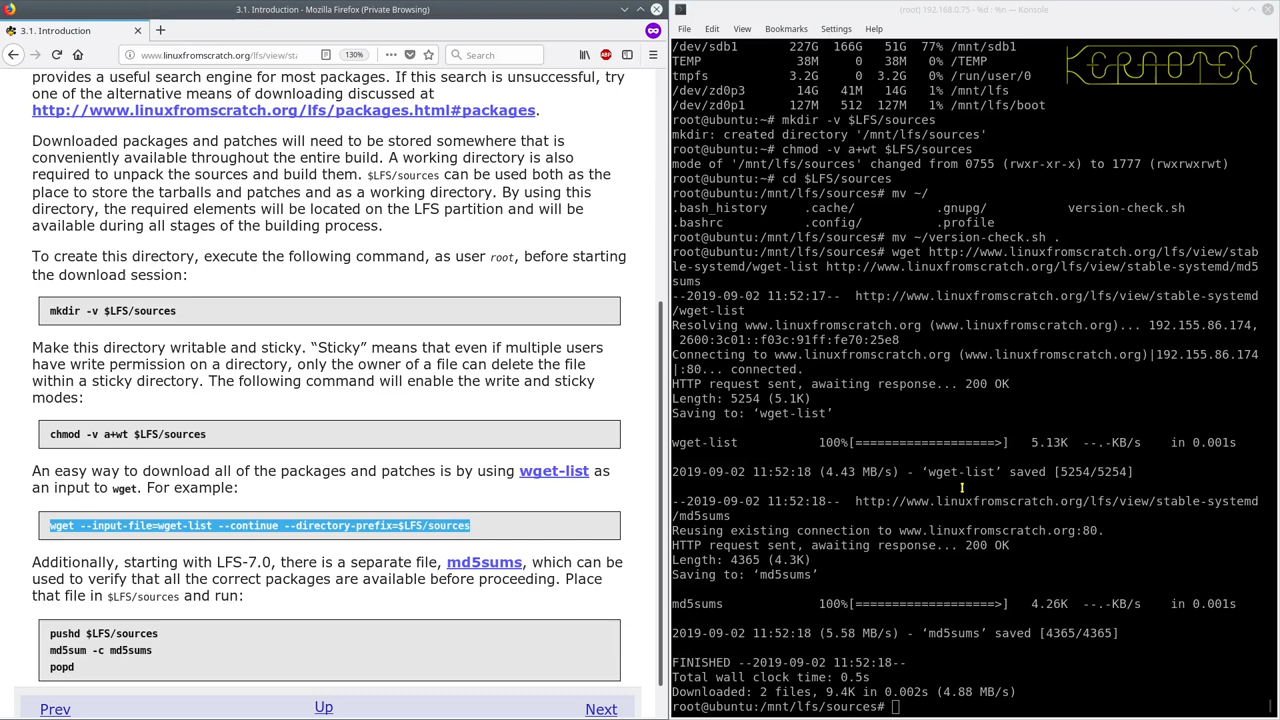 3.1. Introduction - Mozilla Firefox (Private Browsing)
3.1. Introduction
www.linuxfromscratch.org/lfs/view/sta
130%
Search
ABP
provides a useful search engine for most packages. If this search is unsuccessful, try
one of the alternative means of downloading discussed at
http://www.linuxfromscratch.org/lfs/packages.html#packages.
Downloaded packages and patches will need to be stored somewhere that is
conveniently available throughout the entire build. A working directory is also
required to unpack the sources and build them. $LFS/sources can be used both as the
place to store the tarballs and patches and as a working directory. By using this
directory, the required elements will be located on the LFS partition and will be
available during all stages of the building process.
To create this directory, execute the following command, as user root, before starting
the download session:
mkdir -v $LFS/sources
Make this directory writable and sticky. “Sticky” means that even if multiple users
have write permission on a directory, only the owner of a file can delete the file
within a sticky directory. The following command will enable the write and sticky
modes:
chmod -v a+wt $LFS/sources
An easy way to download all of the packages and patches is by using wget-list as
an input to wget. For example:
wget --input-file=wget-list --continue --directory-prefix=$LFS/sources
Additionally, starting with LFS-7.0, there is a separate file, md5sums, which can be
used to verify that all the correct packages are available before proceeding. Place
that file in $LFS/sources and run:
pushd $LFS/sources
md5sum -c md5sums
popd
Prev Up Next
(root) 192.168.0.75 - %d : %n — Konsole
File Edit View Bookmarks Settings Help
KERNOTEX
/dev/sdb1 227G 166G 51G 77% /mnt/sdb1
TEMP 38M 0 38M 0% /TEMP
tmpfs 3.2G 0 3.2G 0% /run/user/0
/dev/zd0p3 14G 41M 14G 1% /mnt/lfs
/dev/zd0p1 127M 512 127M 1% /mnt/lfs/boot
root@ubuntu:~# mkdir -v $LFS/sources
mkdir: created directory '/mnt/lfs/sources'
root@ubuntu:~# chmod -v a+wt $LFS/sources
mode of '/mnt/lfs/sources' changed from 0755 (rwxr-xr-x) to 1777 (rwxrwxrwt)
root@ubuntu:~# cd $LFS/sources
root@ubuntu:/mnt/lfs/sources# mv ~/
.bash_history .cache/ .gnupg/ version-check.sh
.bashrc .config/ .profile
root@ubuntu:/mnt/lfs/sources# mv ~/version-check.sh .
root@ubuntu:/mnt/lfs/sources# wget http://www.linuxfromscratch.org/lfs/view/stab
le-systemd/wget-list http://www.linuxfromscratch.org/lfs/view/stable-systemd/md5
sums
--2019-09-02 11:52:17-- http://www.linuxfromscratch.org/lfs/view/stable-systemd
/wget-list
Resolving www.linuxfromscratch.org (www.linuxfromscratch.org)... 192.155.86.174,
2600:3c01::f03c:91ff:fe70:25e8
Connecting to www.linuxfromscratch.org (www.linuxfromscratch.org)|192.155.86.174
|:80... connected.
HTTP request sent, awaiting response... 200 OK
Length: 5254 (5.1K)
Saving to: ‘wget-list’
wget-list 100%[===================>] 5.13K --.-KB/s in 0.001s
2019-09-02 11:52:18 (4.43 MB/s) - ‘wget-list’ saved [5254/5254]
--2019-09-02 11:52:18-- http://www.linuxfromscratch.org/lfs/view/stable-systemd
/md5sums
Reusing existing connection to www.linuxfromscratch.org:80.
HTTP request sent, awaiting response... 200 OK
Length: 4365 (4.3K)
Saving to: ‘md5sums’
md5sums 100%[===================>] 4.26K --.-KB/s in 0.001s
2019-09-02 11:52:18 (5.58 MB/s) - ‘md5sums’ saved [4365/4365]
FINISHED --2019-09-02 11:52:18--
Total wall clock time: 0.5s
Downloaded: 2 files, 9.4K in 0.002s (4.88 MB/s)
root@ubuntu:/mnt/lfs/sources#